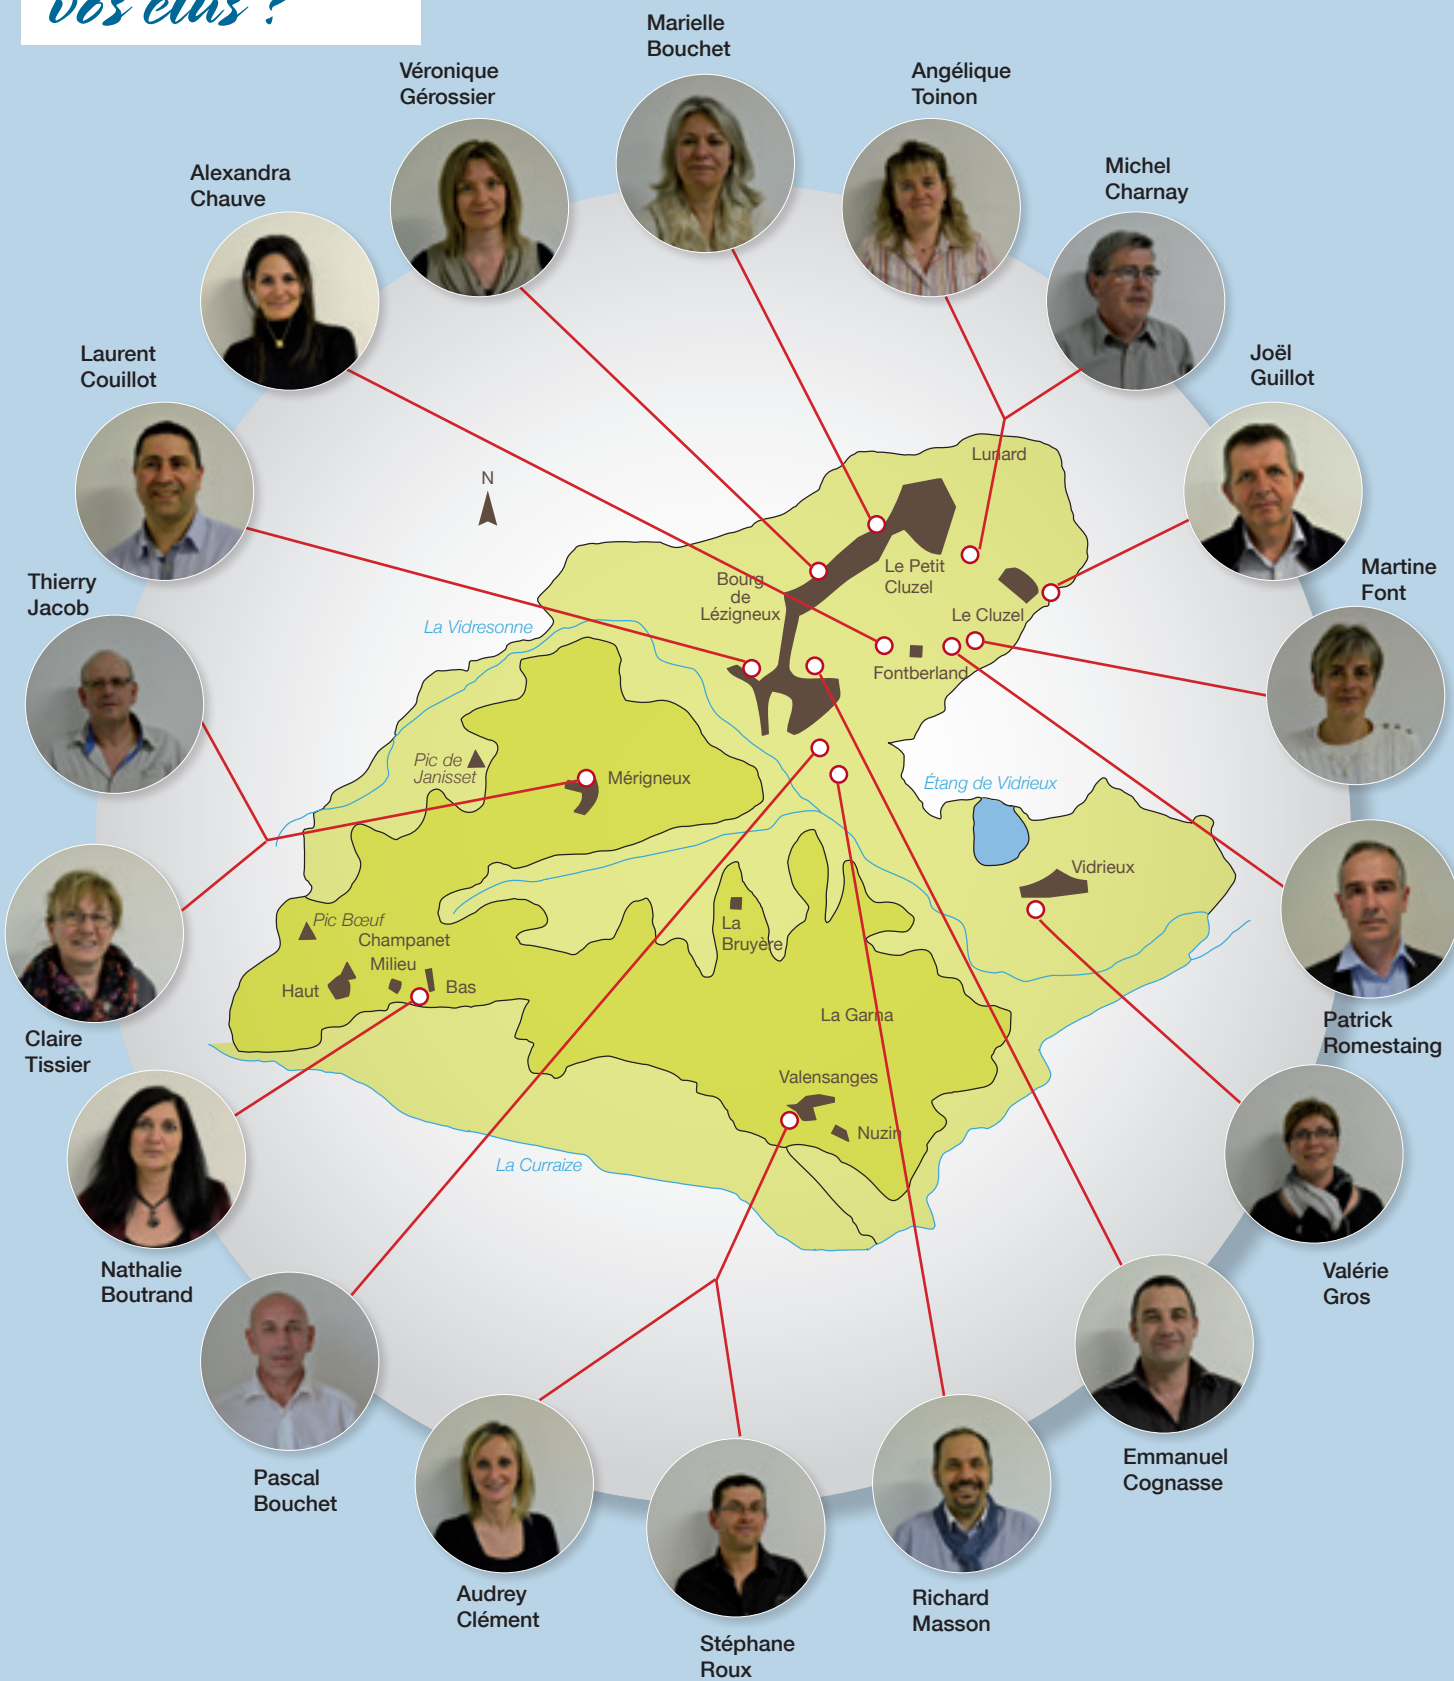 vos élus ?
Marielle
Bouchet
Véronique
Gérossier
Angélique
Toinon
Alexandra
Chauve
Michel
Charnay
Laurent
Couillot
Joël
Guillot
Thierry
Jacob
Martine
Font
N
Lunard
Le Petit
Cluzel
Bourg
de
Lézigneux
Le Cluzel
La Vidresonne
Fontberland
Pic de
Janisset
Mérigneux
Étang de Vidrieux
Vidrieux
Pic Bœuf
Champanet
Milieu
Haut
Bas
La
Bruyère
La Garna
Valensanges
Nuzin
La Curraize
Claire
Tissier
Patrick
Romestaing
Nathalie
Boutrand
Valérie
Gros
Pascal
Bouchet
Emmanuel
Cognasse
Audrey
Clément
Richard
Masson
Stéphane
Roux